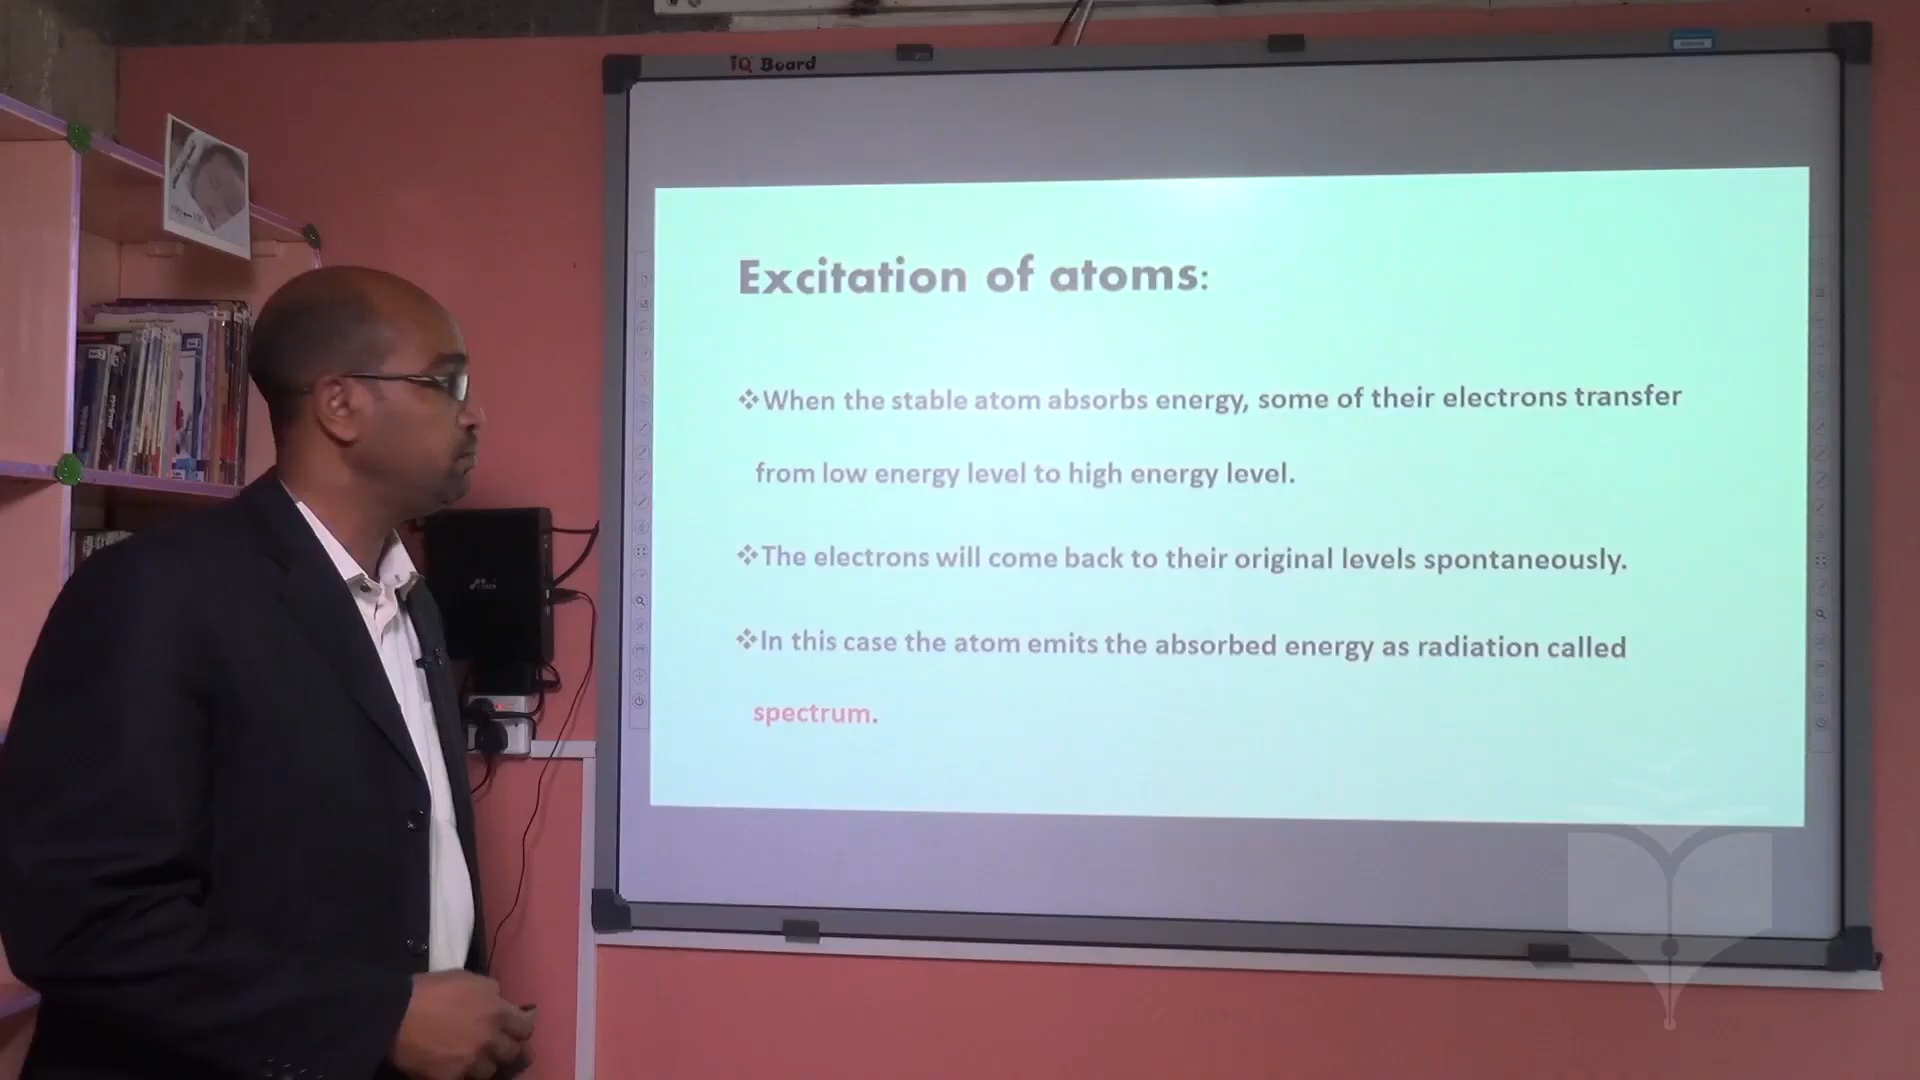 IQ Board
Excitation of atoms:
❖When the stable atom absorbs energy, some of their electrons transfer
from low energy level to high energy level.
❖The electrons will come back to their original levels spontaneously.
❖In this case the atom emits the absorbed energy as radiation called
spectrum.